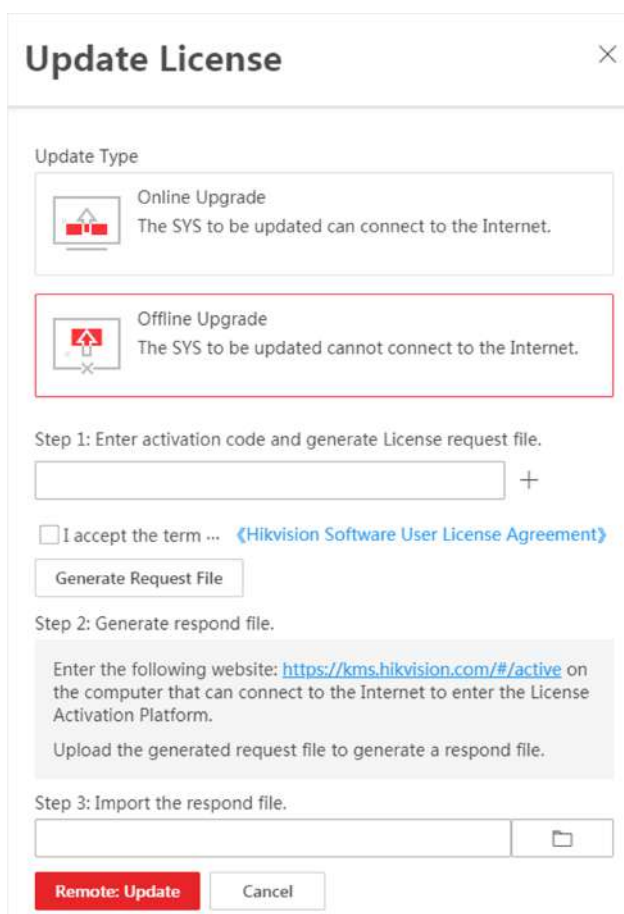 Update License
Update Type
Online Upgrade
The SYS to be updated can connect to the Internet.
Offline Upgrade
The SYS to be updated cannot connect to the Internet.
Step 1: Enter activation code and generate License request file.
I accept the term ... 《Hikvision Software User License Agreement》
Generate Request File
Step 2: Generate respond file.
Enter the following website: https://kms.hikvision.com/#/active on
the computer that can connect to the Internet to enter the License
Activation Platform.
Upload the generated request file to generate a respond file.
Step 3: Import the respond file.
Remote: Update Cancel